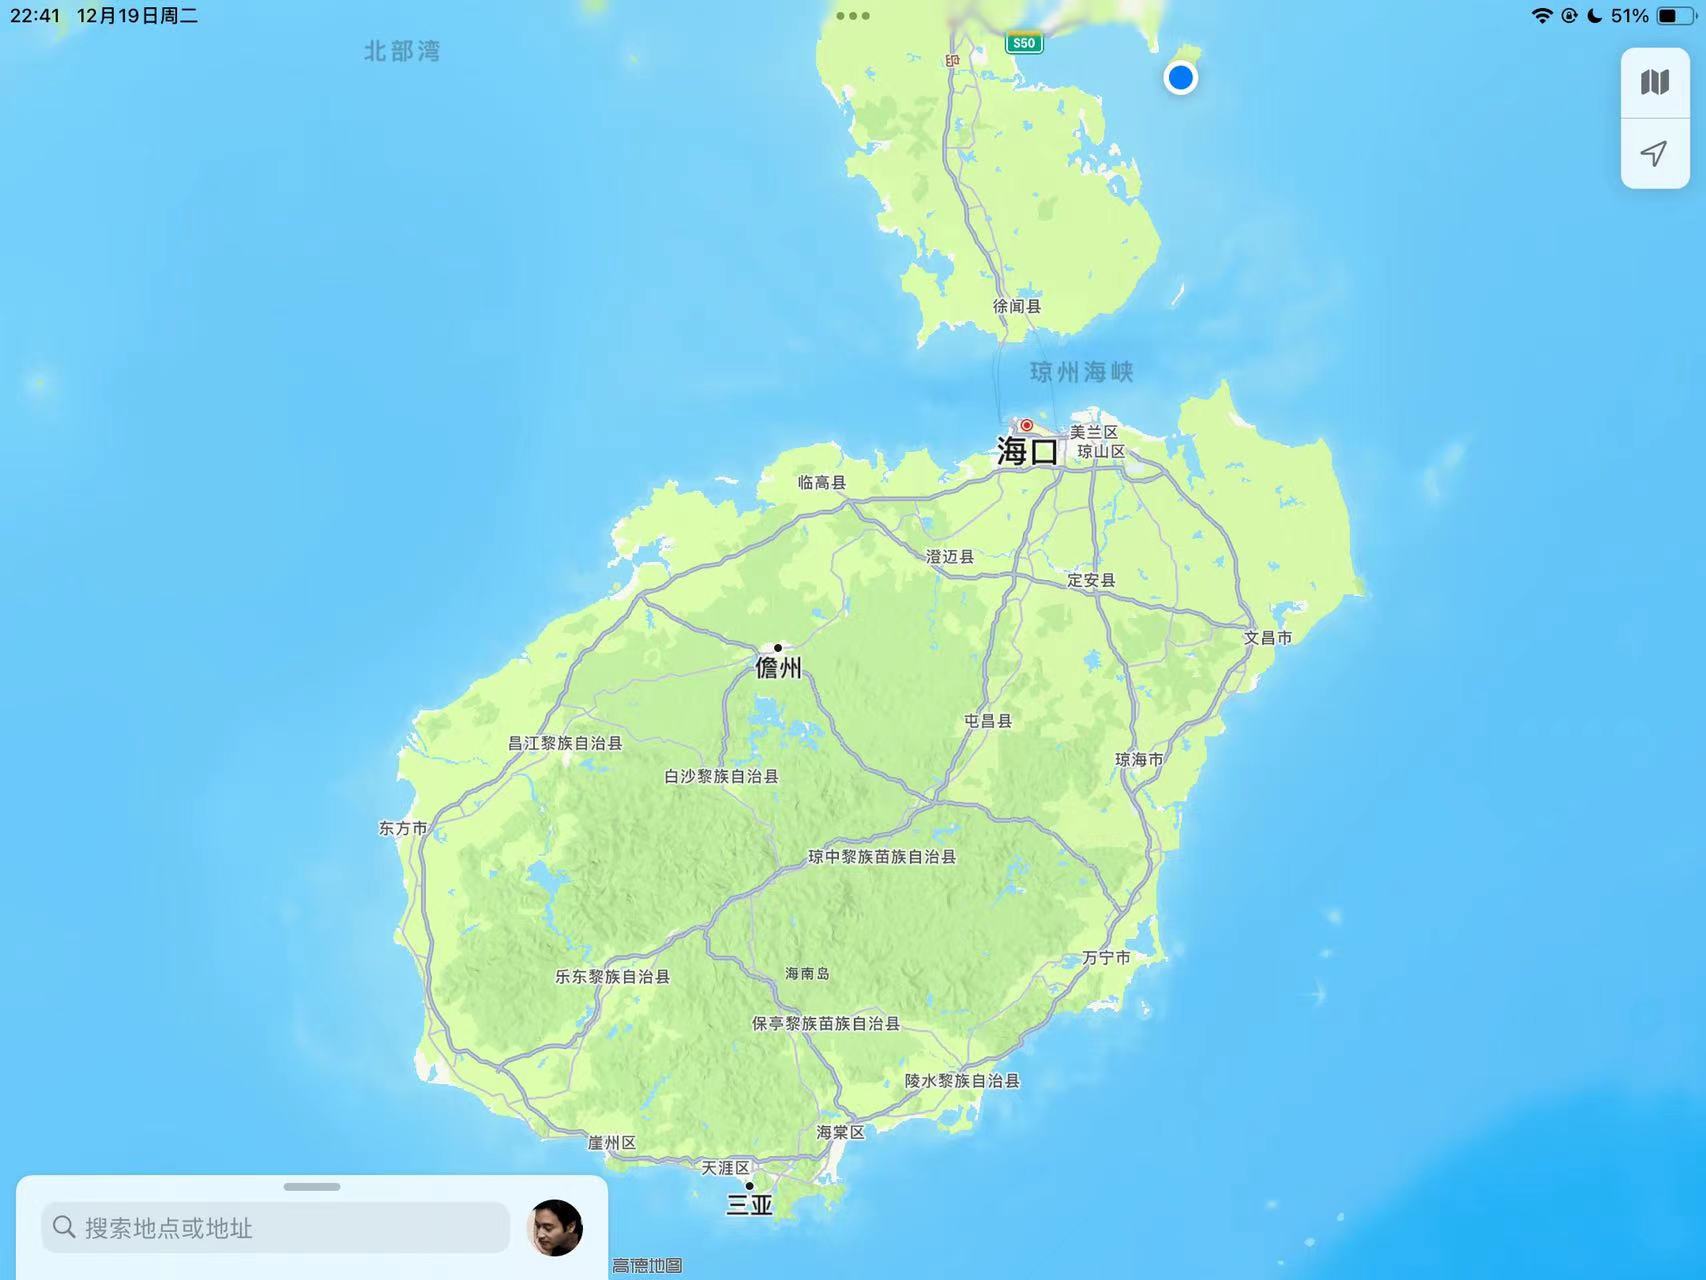 22:41 12月19日周二
51%
北部湾
S50
徐闻县
琼州海峡
美兰区
海口
琼山区
临高县
澄迈县
定安县
文昌市
儋州
屯昌县
昌江黎族自治县
琼海市
白沙黎族自治县
东方市
琼中黎族苗族自治县
万宁市
海南岛
乐东黎族自治县
保亭黎族苗族自治县
陵水黎族自治县
海棠区
崖州区
天涯区
三亚
搜索地点或地址
高德地图